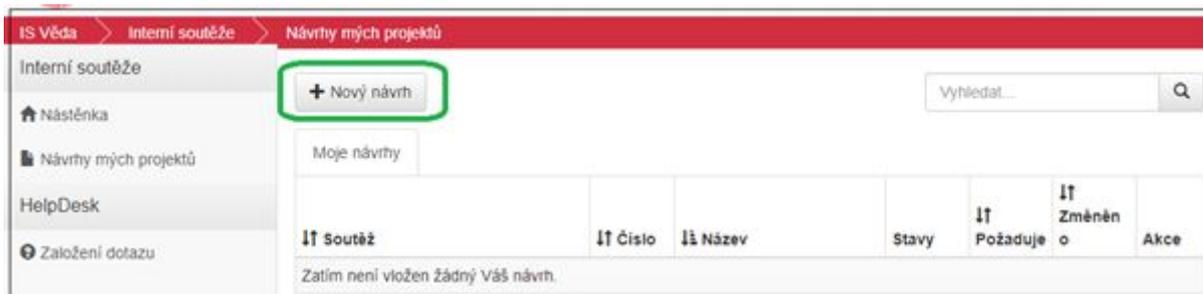 IS Věda Interní soutěže Návrhy mých projektů
Interní soutěže
Nástěnka
Návrhy mých projektů
HelpDesk
Založení dotazu
+ Nový návrh
Vyhledat...
Moje návrhy
Soutěž Číslo Název Stavy Požaduje Změněn
o Akce
Zatím není vložen žádný Váš návrh.